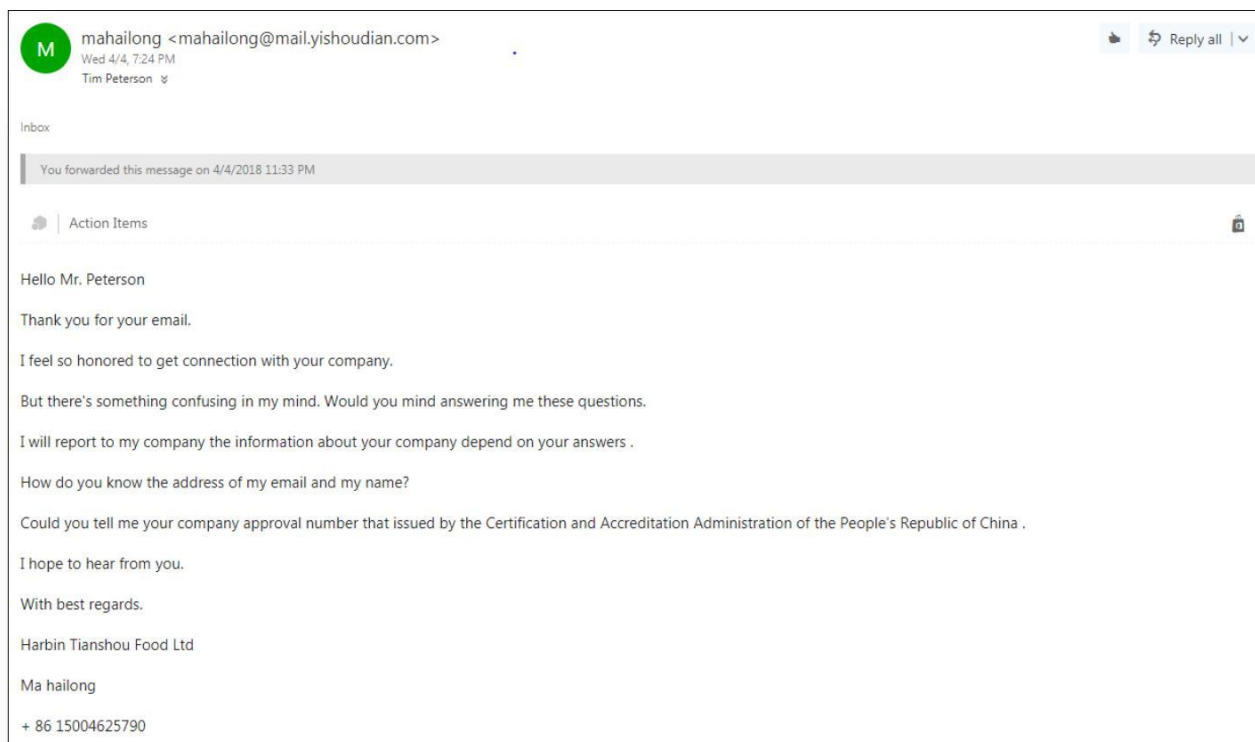 M
mahailong <mahailong@mail.yishoudian.com>
Reply all
Wed 4/4, 7:24 PM
Tim Peterson
Inbox
You forwarded this message on 4/4/2018 11:33 PM
Action Items
Hello Mr. Peterson
Thank you for your email.
I feel so honored to get connection with your company.
But there's something confusing in my mind. Would you mind answering me these questions.
I will report to my company the information about your company depend on your answers .
How do you know the address of my email and my name?
Could you tell me your company approval number that issued by the Certification and Accreditation Administration of the People's Republic of China .
I hope to hear from you.
With best regards.
Harbin Tianshou Food Ltd
Ma hailong
+ 86 15004625790